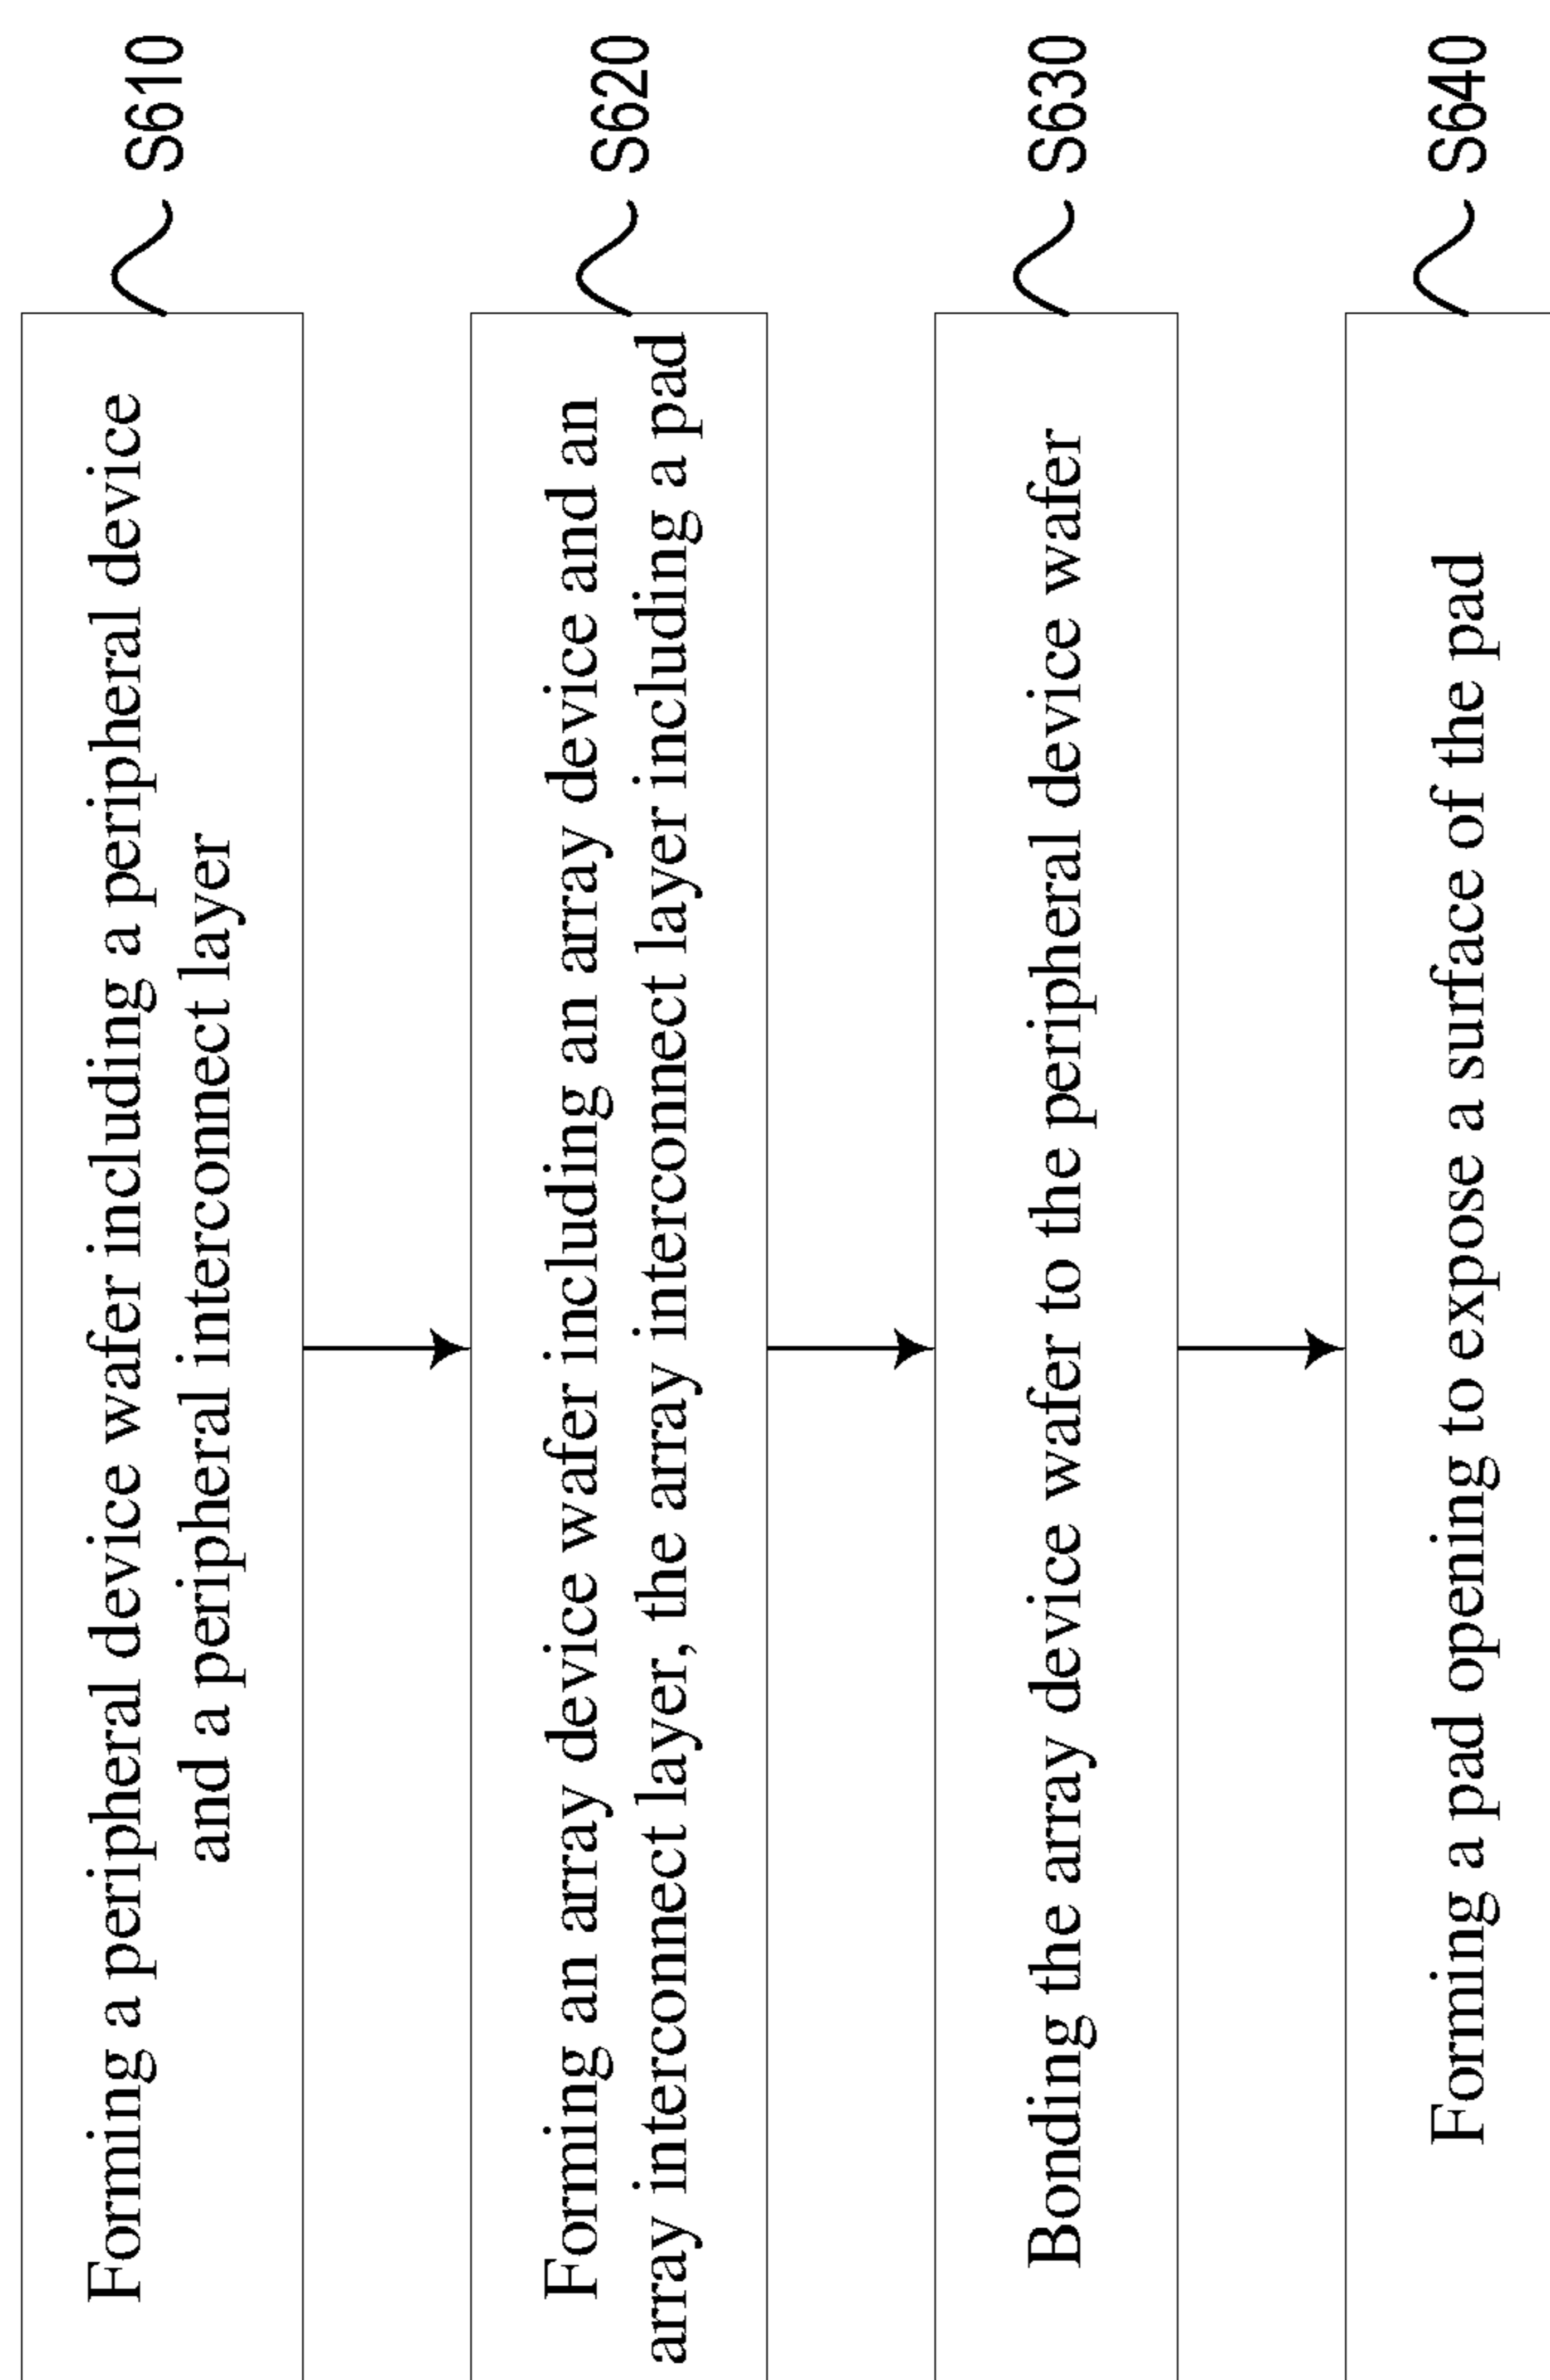 Forming a peripheral device wafer including a peripheral device
and a peripheral interconnect layer
S610
Forming an array device wafer including an array device and an
array interconnect layer, the array interconnect layer including a pad
S620
Bonding the array device wafer to the peripheral device wafer
S630
Forming a pad opening to expose a surface of the pad
S640